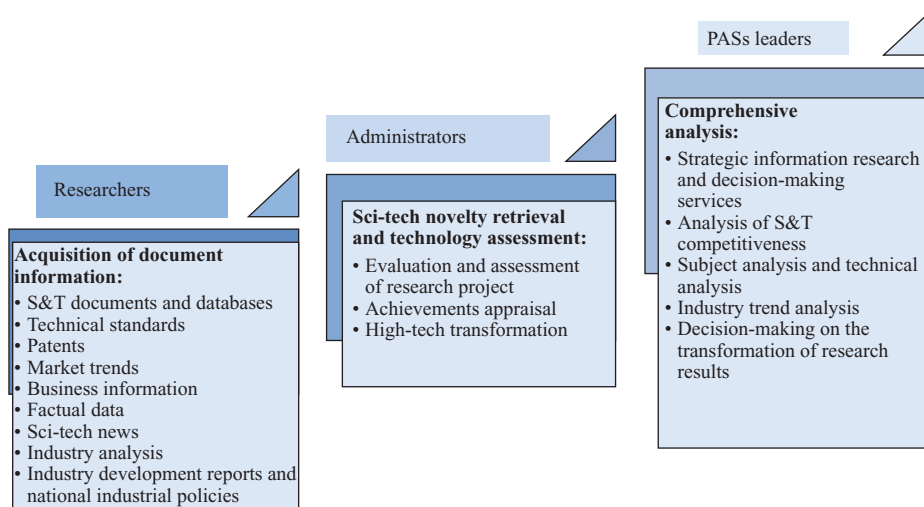 Researchers
Acquisition of document
information:
• S&T documents and databases
• Technical standards
• Patents
• Market trends
• Business information
• Factual data
• Sci-tech news
• Industry analysis
• Industry development reports and
national industrial policies
Administrators
Sci-tech novelty retrieval
and technology assessment:
• Evaluation and assessment
of research project
• Achievements appraisal
• High-tech transformation
PASs leaders
Comprehensive
analysis:
• Strategic information research
and decision-making
services
• Analysis of S&T
competitiveness
• Subject analysis and technical
analysis
• Industry trend analysis
• Decision-making on the
transformation of research
results